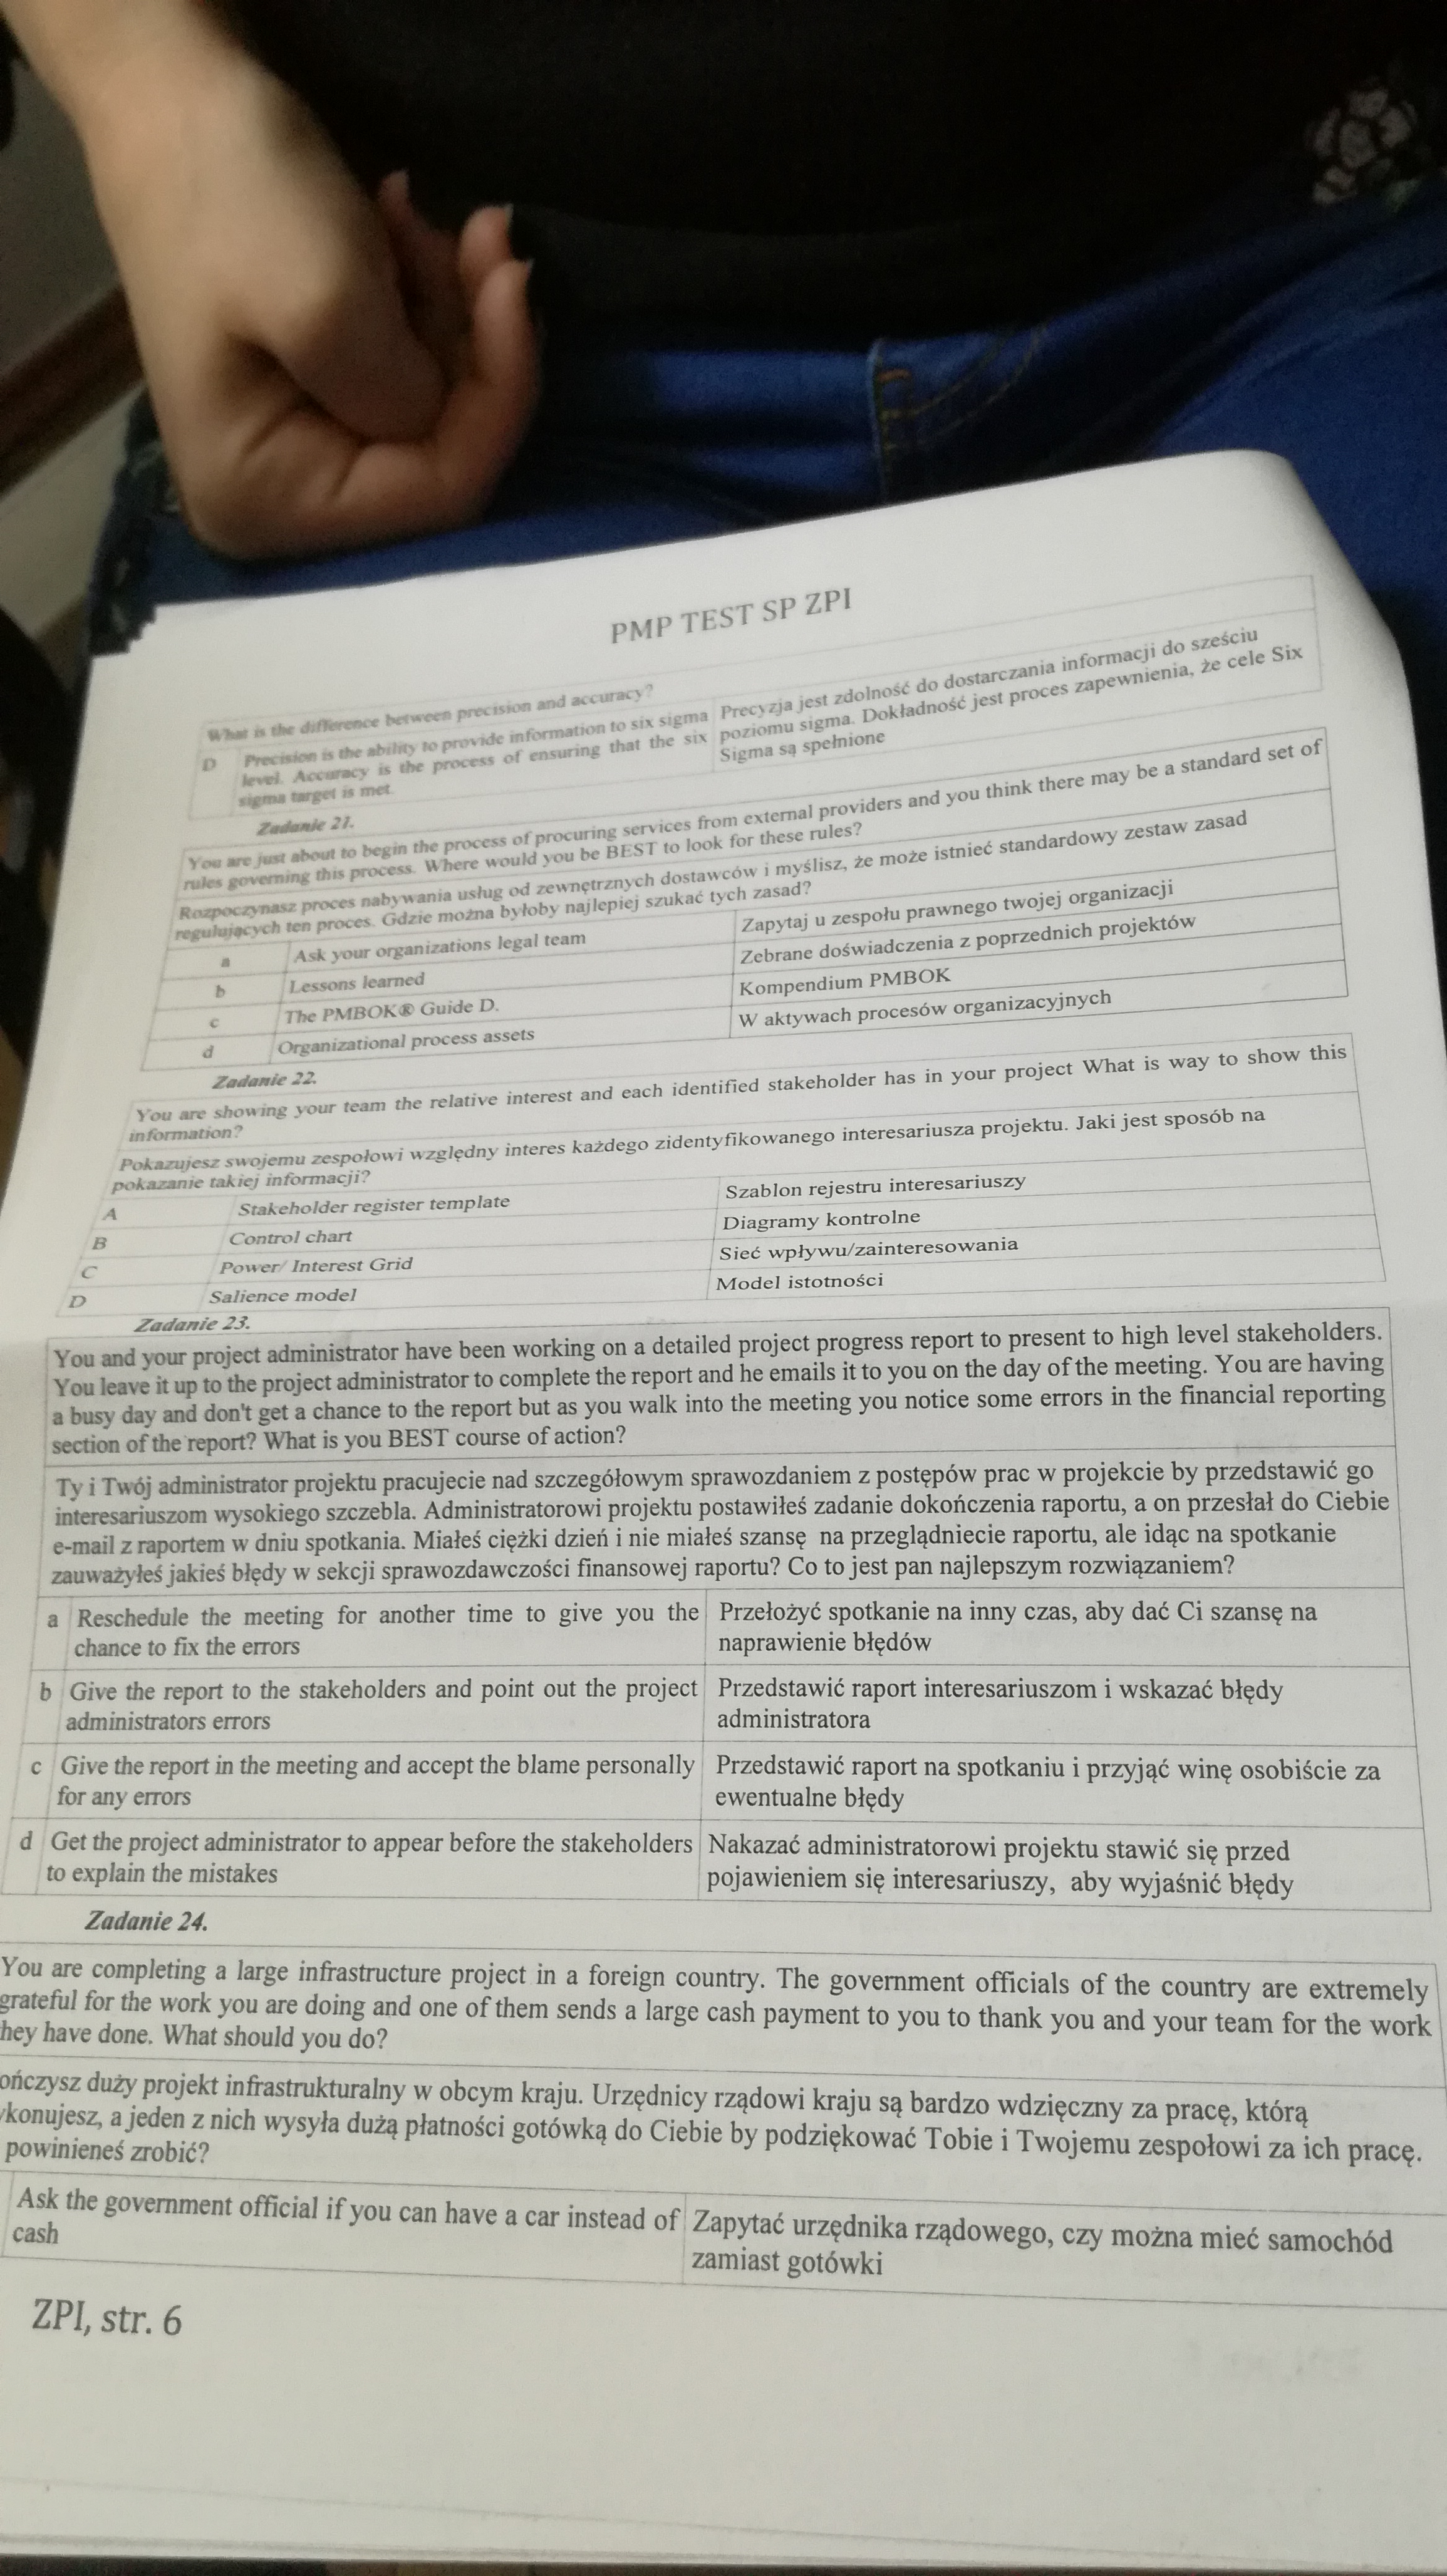 PMP TEST SP ZPI
What is the difference between precision and accuracy?
D Precision is the ability to provide information to six sigma level. Accuracy is the process of ensuring that the six sigma target is met.
Precyzja jest zdolność do dostarczania informacji do sześciu poziomu sigma. Dokładność jest proces zapewnienia, że cele Six Sigma są spełnione
Zadanie 21.
You are just about to begin the process of procuring services from external providers and you think there may be a standard set of
rules governing this process. Where would you be BEST to look for these rules?
Rozpoczynasz proces nabywania usług od zewnętrznych dostawców i myślisz, że może istnieć standardowy zestaw zasad
regulujących ten proces. Gdzie można byłoby najlepiej szukać tych zasad?
a Ask your organizations legal team Zapytaj u zespołu prawnego twojej organizacji
b Lessons learned Zebrane doświadczenia z poprzednich projektów
c The PMBOK® Guide D. Kompendium PMBOK
d Organizational process assets W aktywach procesów organizacyjnych
Zadanie 22.
You are showing your team the relative interest and each identified stakeholder has in your project What is way to show this
information?
Pokazujesz swojemu zespołowi względny interes każdego zidentyfikowanego interesariusza projektu. Jaki jest sposób na
pokazanie takiej informacji?
A Stakeholder register template Szablon rejestru interesariuszy
B Control chart Diagramy kontrolne
C Power/ Interest Grid Sieć wpływu/zainteresowania
D Salience model Model istotności
Zadanie 23.
You and your project administrator have been working on a detailed project progress report to present to high level stakeholders.
You leave it up to the project administrator to complete the report and he emails it to you on the day of the meeting. You are having
a busy day and don't get a chance to the report but as you walk into the meeting you notice some errors in the financial reporting
section of the report? What is you BEST course of action?
Ty i Twój administrator projektu pracujecie nad szczegółowym sprawozdaniem z postępów prac w projekcie by przedstawić go
interesariuszom wysokiego szczebla. Administratorowi projektu postawiłeś zadanie dokończenia raportu, a on przesłał do Ciebie
e-mail z raportem w dniu spotkania. Miałeś ciężki dzień i nie miałeś szansę na przeglądniecie raportu, ale idąc na spotkanie
zauważyłeś jakieś błędy w sekcji sprawozdawczości finansowej raportu? Co to jest pan najlepszym rozwiązaniem?
a Reschedule the meeting for another time to give you the
chance to fix the errors
Przełożyć spotkanie na inny czas, aby dać Ci szansę na
naprawienie błędów
b Give the report to the stakeholders and point out the project
administrators errors
Przedstawić raport interesariuszom i wskazać błędy
administratora
c Give the report in the meeting and accept the blame personally
for any errors
Przedstawić raport na spotkaniu i przyjąć winę osobiście za
ewentualne błędy
d Get the project administrator to appear before the stakeholders
to explain the mistakes
Nakazać administratorowi projektu stawić się przed
pojawieniem się interesariuszy, aby wyjaśnić błędy
Zadanie 24.
You are completing a large infrastructure project in a foreign country. The government officials of the country are extremely
grateful for the work you are doing and one of them sends a large cash payment to you to thank you and your team for the work
hey have done. What should you do?
ończysz duży projekt infrastrukturalny w obcym kraju. Urzędnicy rządowi kraju są bardzo wdzięczny za pracę, którą
ykonujesz, a jeden z nich wysyła dużą płatności gotówką do Ciebie by podziękować Tobie i Twojemu zespołowi za ich pracę.
powinieneś zrobić?
Ask the government official if you can have a car instead of
cash
Zapytać urzędnika rządowego, czy można mieć samochód
zamiast gotówki
ZPI, str. 6